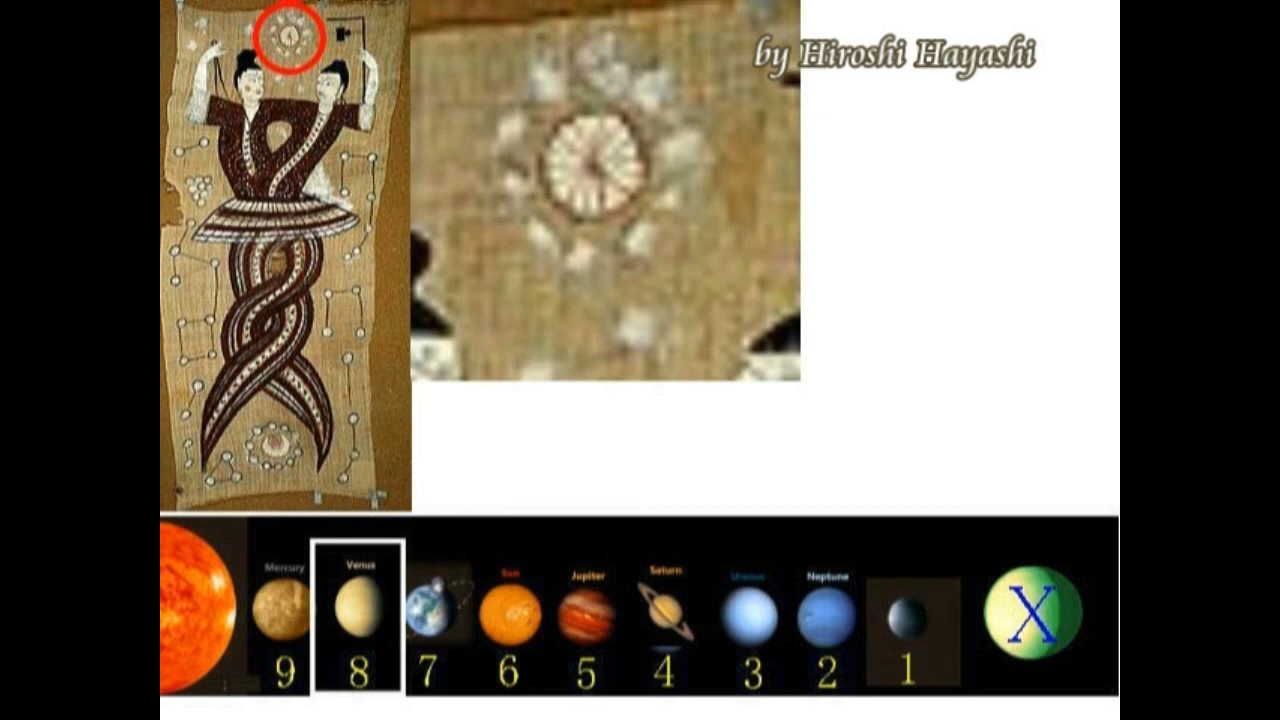 by Hiroshi Hayashi
Mercury
Venus
Sun
Jupiter
Saturn
Uranus
Neptune
X
9
8
7
6
5
4
3
2
1